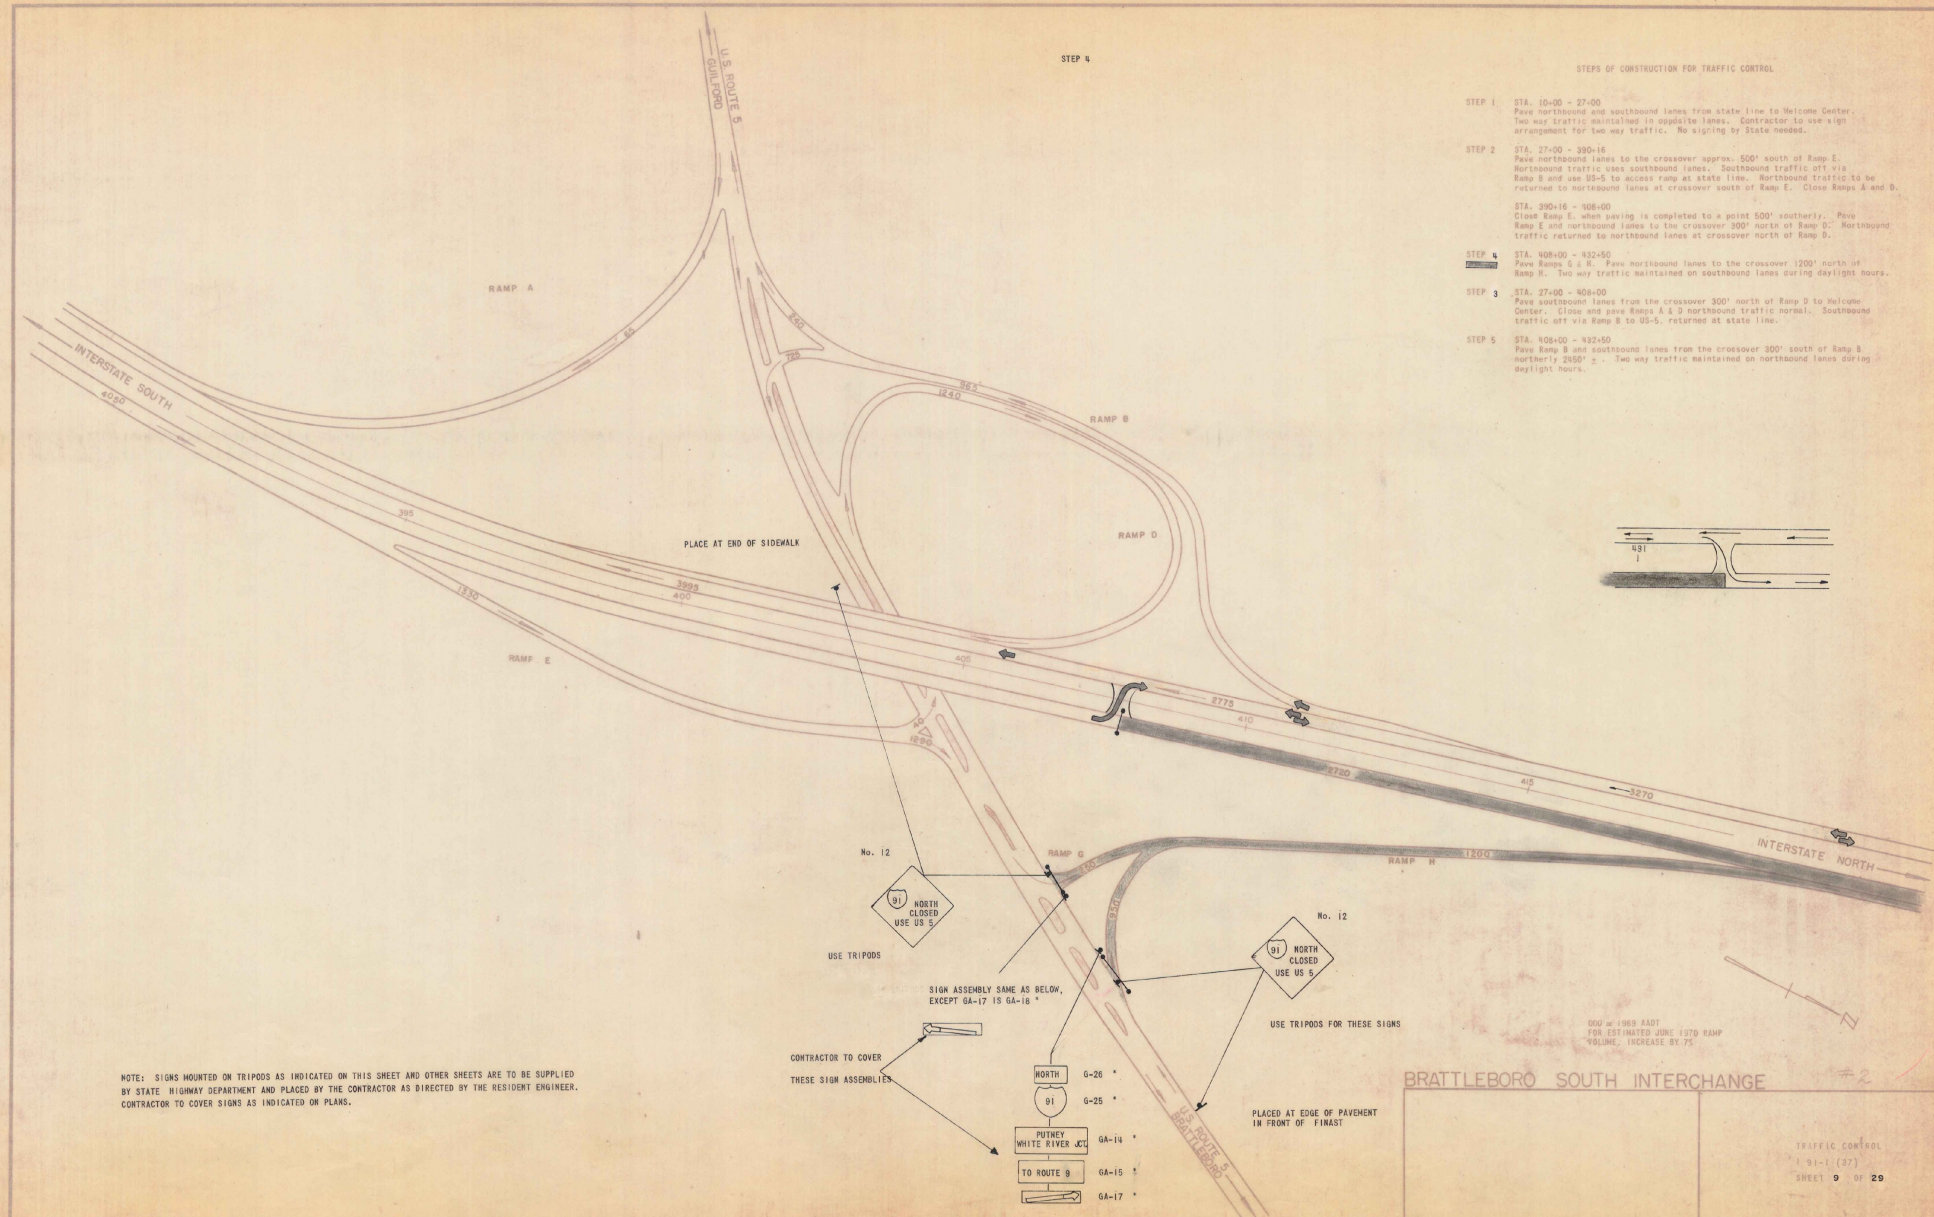 STEP 4
STEPS OF CONSTRUCTION FOR TRAFFIC CONTROL
STEP 1 STA. 10+00 - 27+00
Pave northbound and southbound lanes from state line to Welcome Center.
Two way traffic maintained in opposite lanes. Contractor to use sign
arrangement for two way traffic. No signing by State needed.
STEP 2 STA. 27+00 - 390+16
Pave northbound lanes to the crossover approx. 500' south of Ramp E.
Northbound traffic uses southbound lanes. Southbound traffic off via
Ramp B and use US-5 to access ramp at state line. Northbound traffic to be
returned to northbound lanes at crossover south of Ramp E. Close Ramps A and D.
STA. 390+16 - 408+00
Close Ramp E, when paving is completed to a point 500' southerly. Pave
Ramp E and northbound lanes to the crossover 300' north of Ramp D. Northbound
traffic returned to northbound lanes at crossover north of Ramp D.
STEP 4 STA. 408+00 - 432+50
Pave Ramps G & H. Pave northbound lanes to the crossover 1200' north of
Ramp H. Two way traffic maintained on southbound lanes during daylight hours.
STEP 3 STA. 27+00 - 408+00
Pave southbound lanes from the crossover 300' north of Ramp D to Welcome
Center. Close and pave Ramps A & D northbound traffic normal. Southbound
traffic off via Ramp B to US-5, returned at state line.
STEP 5 STA. 408+00 - 432+50
Pave Ramp B and southbound lanes from the crossover 300' south of Ramp B
northerly 2450' ±. Two way traffic maintained on northbound lanes during
daylight hours.
U.S. ROUTE 5
GUILFORD
RAMP A
65
240
725
965
1240
RAMP B
RAMP D
INTERSTATE SOUTH
4050
395
PLACE AT END OF SIDEWALK
3995
400
1330
RAMP E
405
40
1290
2775
410
2720
415
3270
431
INTERSTATE NORTH
RAMP G
200
RAMP H
1200
950
No. 12
91 NORTH
CLOSED
USE US 5
USE TRIPODS
No. 12
91 NORTH
CLOSED
USE US 5
USE TRIPODS FOR THESE SIGNS
SIGN ASSEMBLY SAME AS BELOW,
EXCEPT GA-17 IS GA-18 *
CONTRACTOR TO COVER
THESE SIGN ASSEMBLIES
NORTH G-26 *
91 G-25 *
PUTNEY
WHITE RIVER JCT. GA-14 *
TO ROUTE 9 GA-15 *
GA-17 *
U.S. ROUTE 5
BRATTLEBORO
PLACED AT EDGE OF PAVEMENT
IN FRONT OF FINAST
NOTE: SIGNS MOUNTED ON TRIPODS AS INDICATED ON THIS SHEET AND OTHER SHEETS ARE TO BE SUPPLIED
BY STATE HIGHWAY DEPARTMENT AND PLACED BY THE CONTRACTOR AS DIRECTED BY THE RESIDENT ENGINEER.
CONTRACTOR TO COVER SIGNS AS INDICATED ON PLANS.
N
000 = 1969 AADT
FOR ESTIMATED JUNE 1970 RAMP
VOLUME, INCREASE BY 7%
BRATTLEBORO SOUTH INTERCHANGE
#2
TRAFFIC CONTROL
I 91-1 (37)
SHEET 9 OF 29